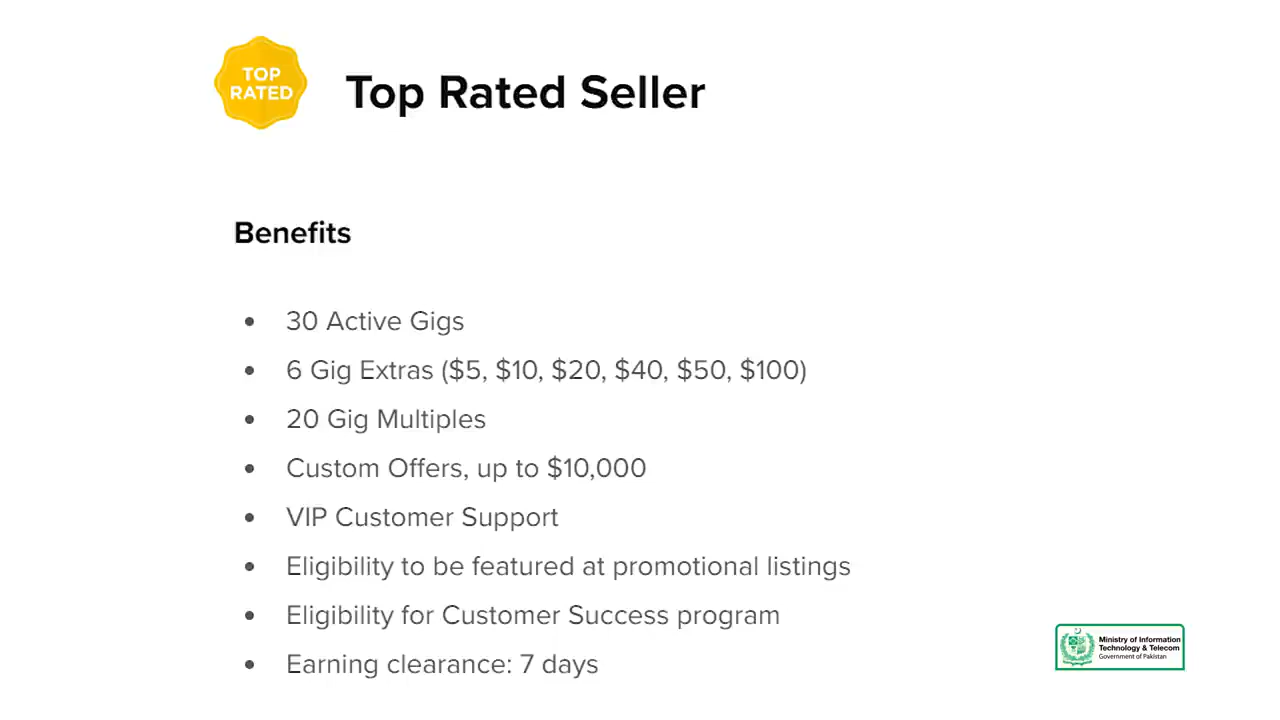 TOP
RATED
Top Rated Seller
Benefits
• 30 Active Gigs
• 6 Gig Extras ($5, $10, $20, $40, $50, $100)
• 20 Gig Multiples
• Custom Offers, up to $10,000
• VIP Customer Support
• Eligibility to be featured at promotional listings
• Eligibility for Customer Success program
• Earning clearance: 7 days
Ministry of Information
Technology & Telecom
Government of Pakistan